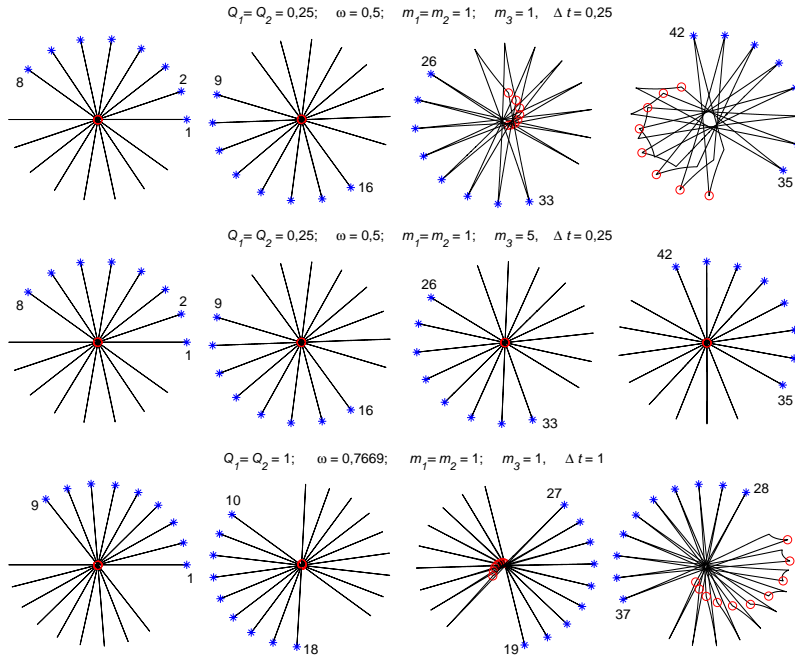 Q1= Q2 = 0,25; ω = 0,5; m1= m2 = 1; m3 = 1, Δ t = 0,25
8 2 1
9 16
26 33
42 35
Q1= Q2 = 0,25; ω = 0,5; m1= m2 = 1; m3 = 5, Δ t = 0,25
8 2 1
9 16
26 33
42 35
Q1= Q2 = 1; ω = 0,7669; m1= m2 = 1; m3 = 1, Δ t = 1
9 1
10 18
27 19
28 37